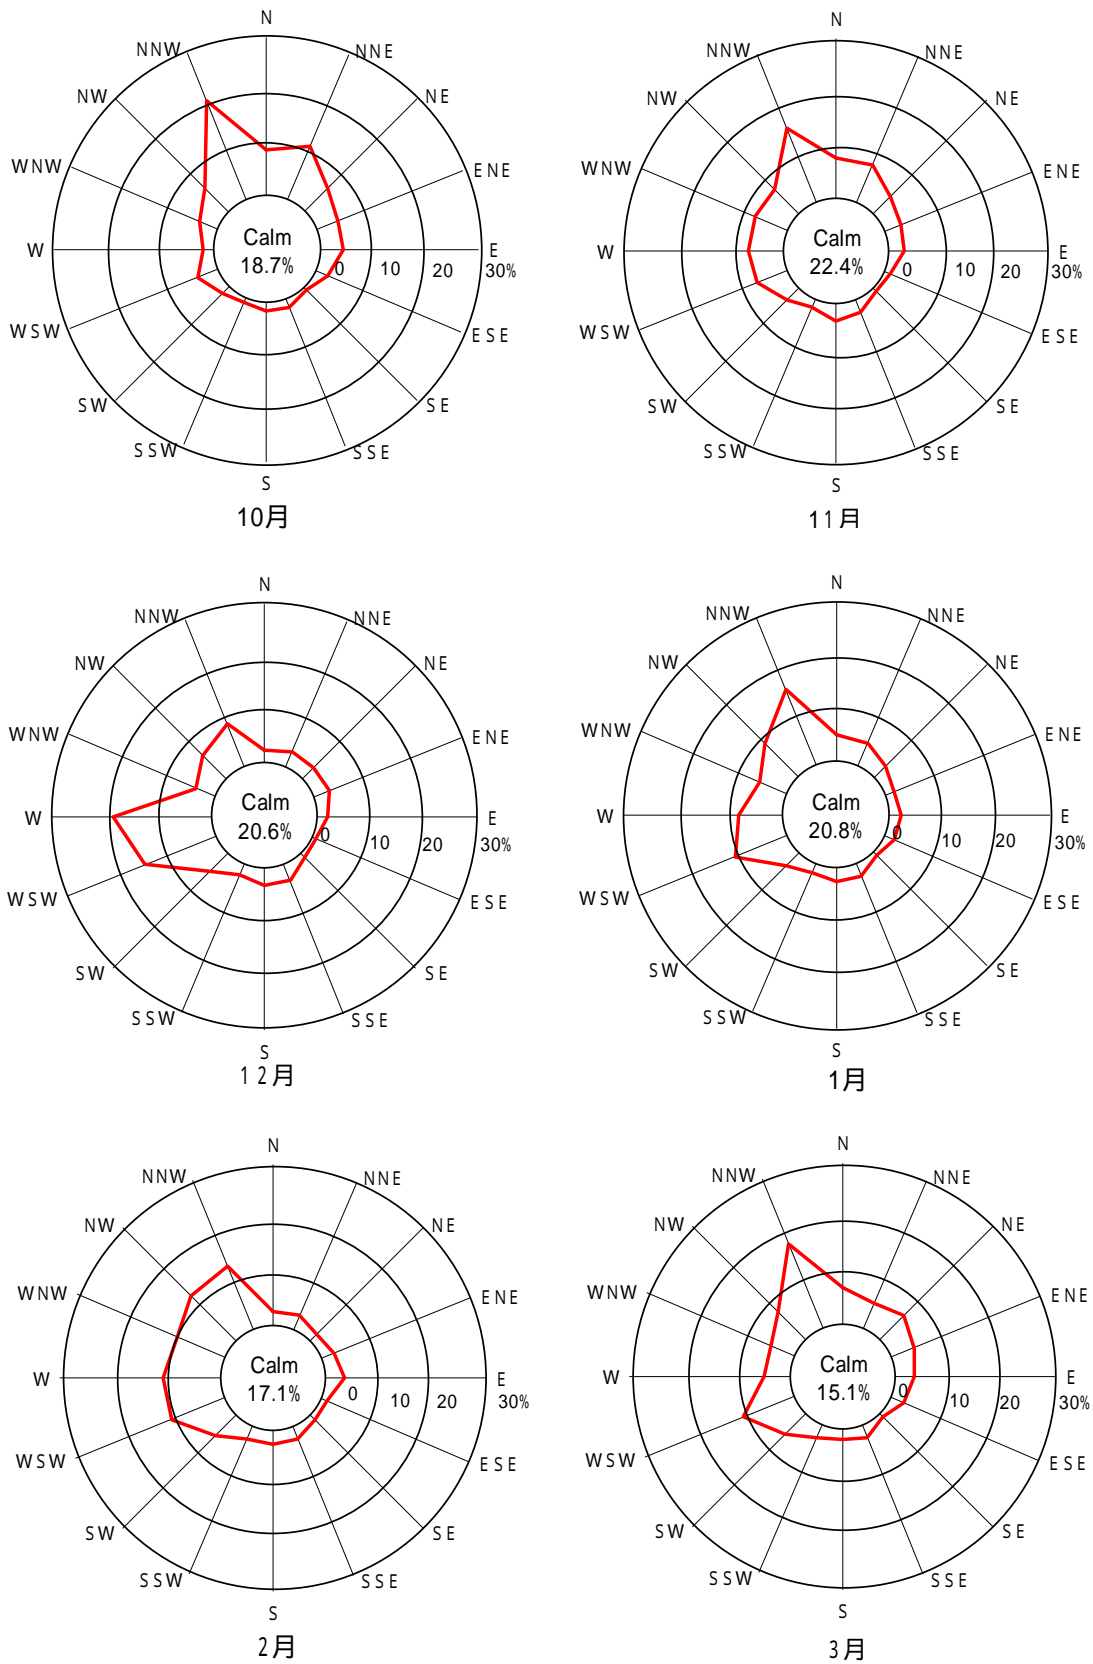 N
NNW
NNE
NW
NE
WNW
ENE
W
Calm
18.7%
0
10
20
E
30%
WSW
ESE
SW
SE
SSW
SSE
S
10月
N
NNW
NNE
NW
NE
WNW
ENE
W
Calm
22.4%
0
10
20
E
30%
WSW
ESE
SW
SE
SSW
SSE
S
11月
N
NNW
NNE
NW
NE
WNW
ENE
W
Calm
20.6%
0
10
20
E
30%
WSW
ESE
SW
SE
SSW
SSE
S
12月
N
NNW
NNE
NW
NE
WNW
ENE
W
Calm
20.8%
0
10
20
E
30%
WSW
ESE
SW
SE
SSW
SSE
S
1月
N
NNW
NNE
NW
NE
WNW
ENE
W
Calm
17.1%
0
10
20
E
30%
WSW
ESE
SW
SE
SSW
SSE
S
2月
N
NNW
NNE
NW
NE
WNW
ENE
W
Calm
15.1%
0
10
20
E
30%
WSW
ESE
SW
SE
SSW
SSE
S
3月